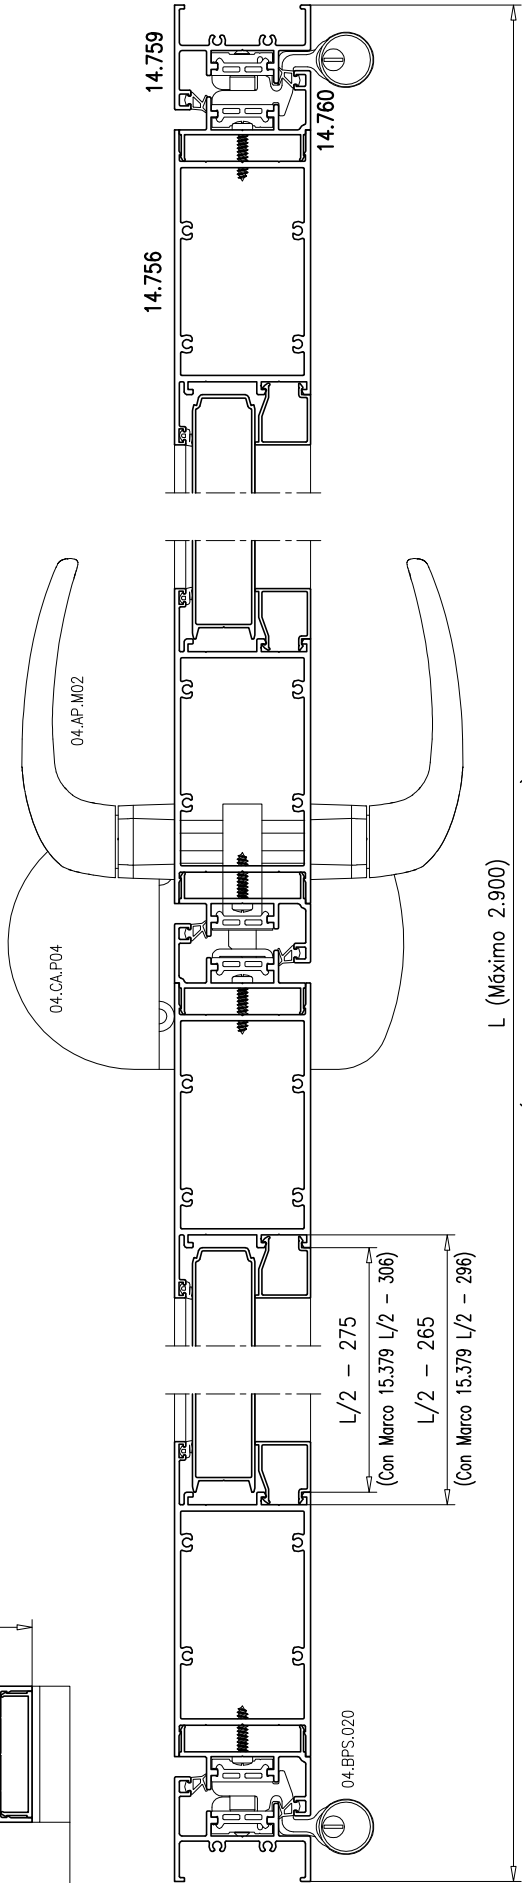 14.759
14.760
14.756
04.AP.M02
04.CA.P04
L (Máximo 2.900)
L/2 - 275
(Con Marco 15.379 L/2 - 306)
L/2 - 265
(Con Marco 15.379 L/2 - 296)
04.BPS.020